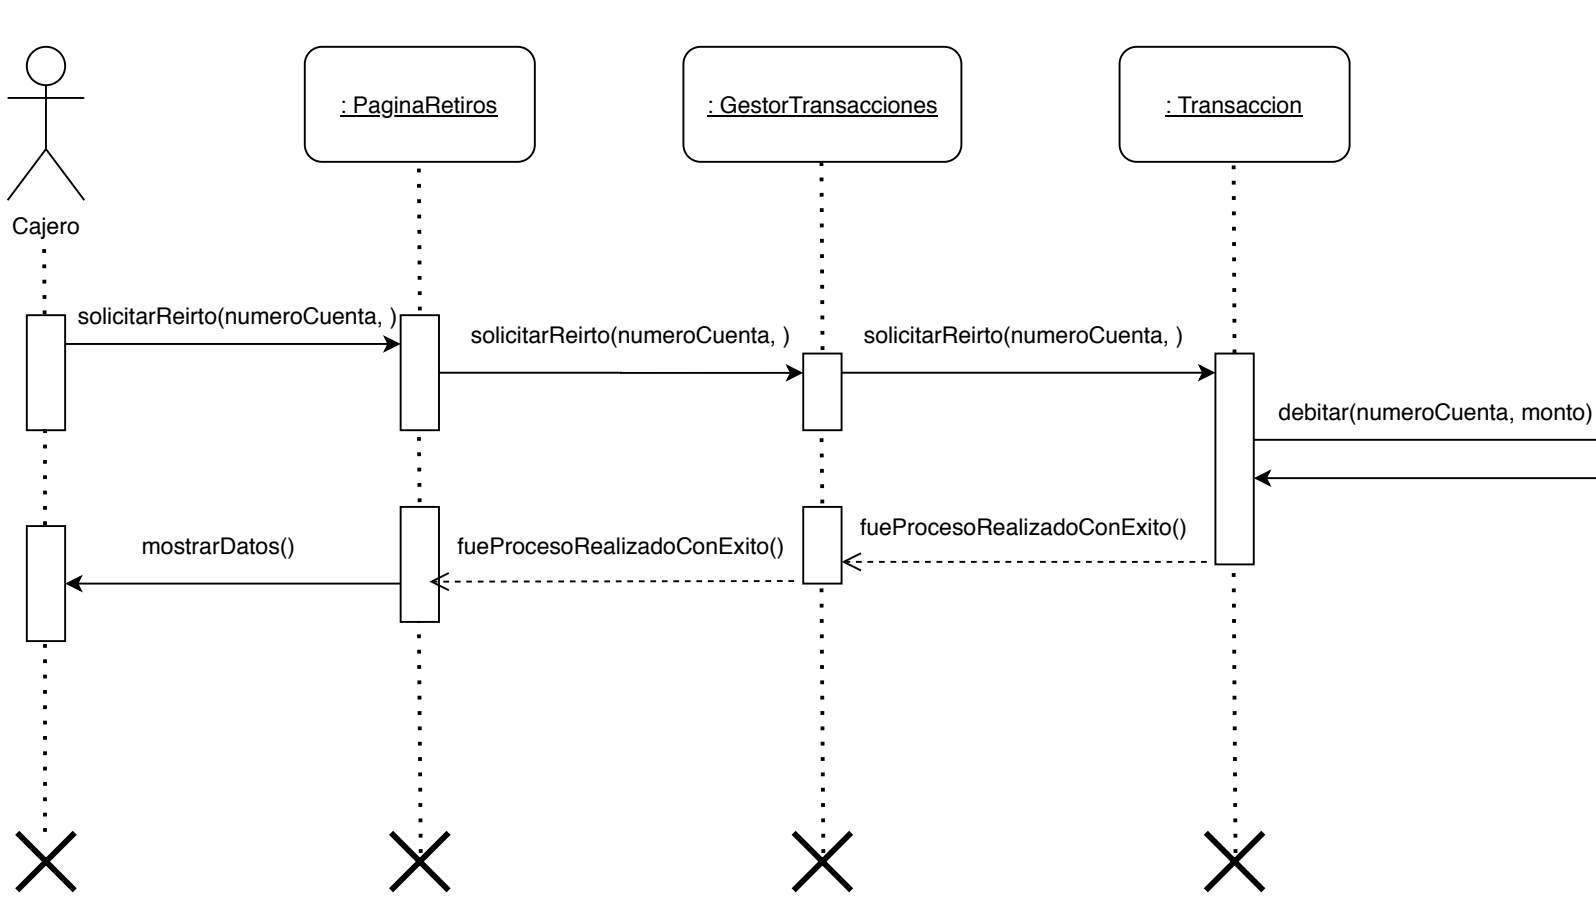 : PaginaRetiros
: GestorTransacciones
: Transaccion
Cajero
solicitarReirto(numeroCuenta, )
solicitarReirto(numeroCuenta, )
solicitarReirto(numeroCuenta, )
debitar(numeroCuenta, monto)
mostrarDatos()
fueProcesoRealizadoConExito()
fueProcesoRealizadoConExito()